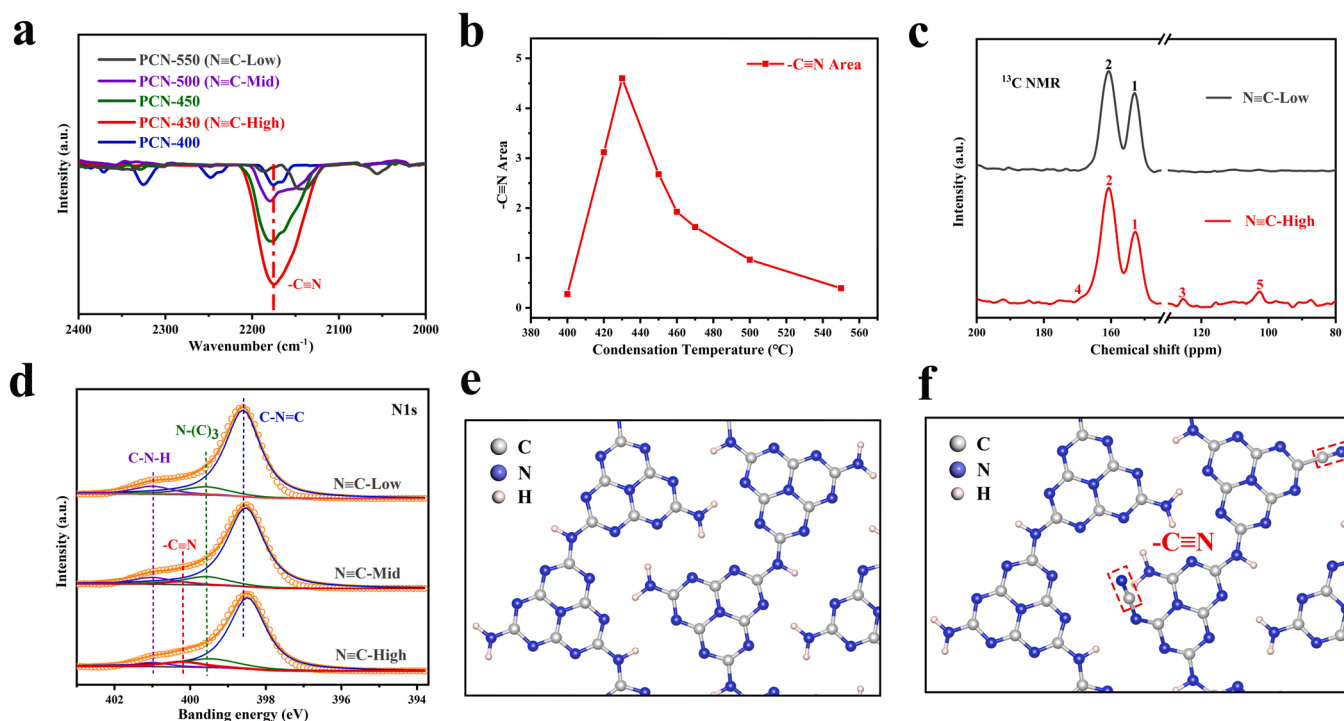 a
PCN-550 (N≡C-Low)
PCN-500 (N≡C-Mid)
PCN-450
PCN-430 (N≡C-High)
PCN-400
-C≡N
Intensity (a.u.)
2400 2300 2200 2100 2000
Wavenumber (cm-1)
b
-C≡N Area
-C≡N Area
5
4
3
2
1
0
380 400 420 440 460 480 500 520 540 560
Condensation Temperature (℃)
c
13C NMR
2
1
N≡C-Low
2
1
N≡C-High
4
3
5
Intensity (a.u.)
200 180 160 120 100 80
Chemical shift (ppm)
d
N1s
C-N=C
N-(C)3
C-N-H
N≡C-Low
-C≡N
N≡C-Mid
N≡C-High
Intensity (a.u.)
402 400 398 396 394
Banding energy (eV)
e
C
N
H
f
C
N
H
-C≡N